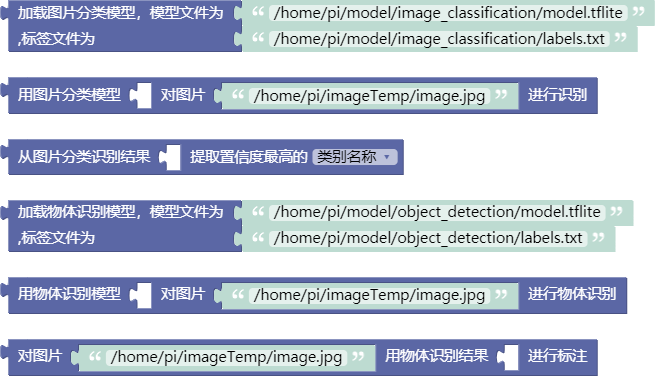 加载图片分类模型，模型文件为 “ /home/pi/model/image_classification/model.tflite ”
,标签文件为 “ /home/pi/model/image_classification/labels.txt ”
用图片分类模型 对图片 “ /home/pi/imageTemp/image.jpg ” 进行识别
从图片分类识别结果 提取置信度最高的 类别名称
加载物体识别模型，模型文件为 “ /home/pi/model/object_detection/model.tflite ”
,标签文件为 “ /home/pi/model/object_detection/labels.txt ”
用物体识别模型 对图片 “ /home/pi/imageTemp/image.jpg ” 进行物体识别
对图片 “ /home/pi/imageTemp/image.jpg ” 用物体识别结果 进行标注